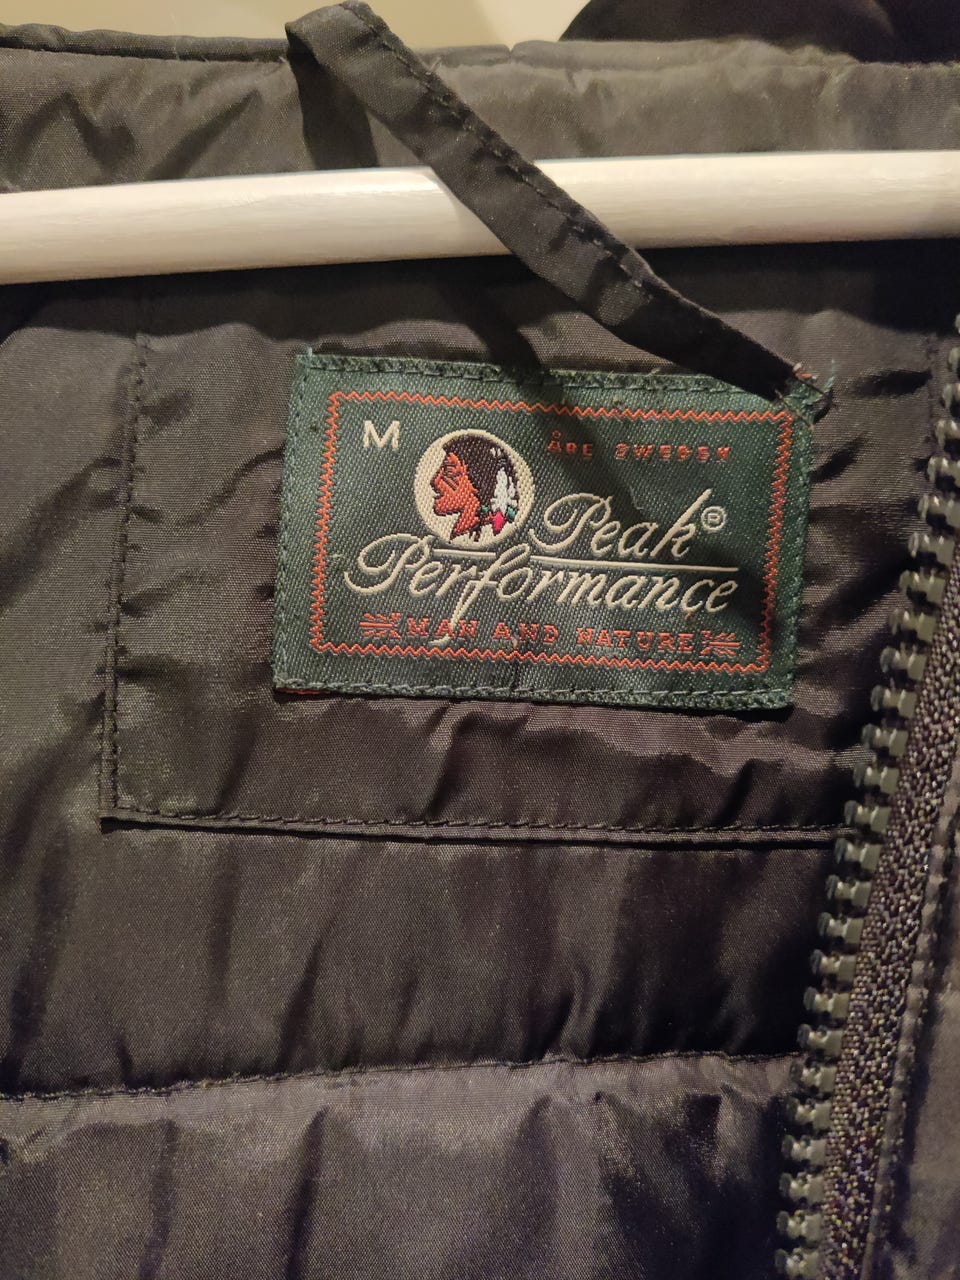 M
ÅRE SWEDEN
Peak®
Performance
MAN AND NATURE